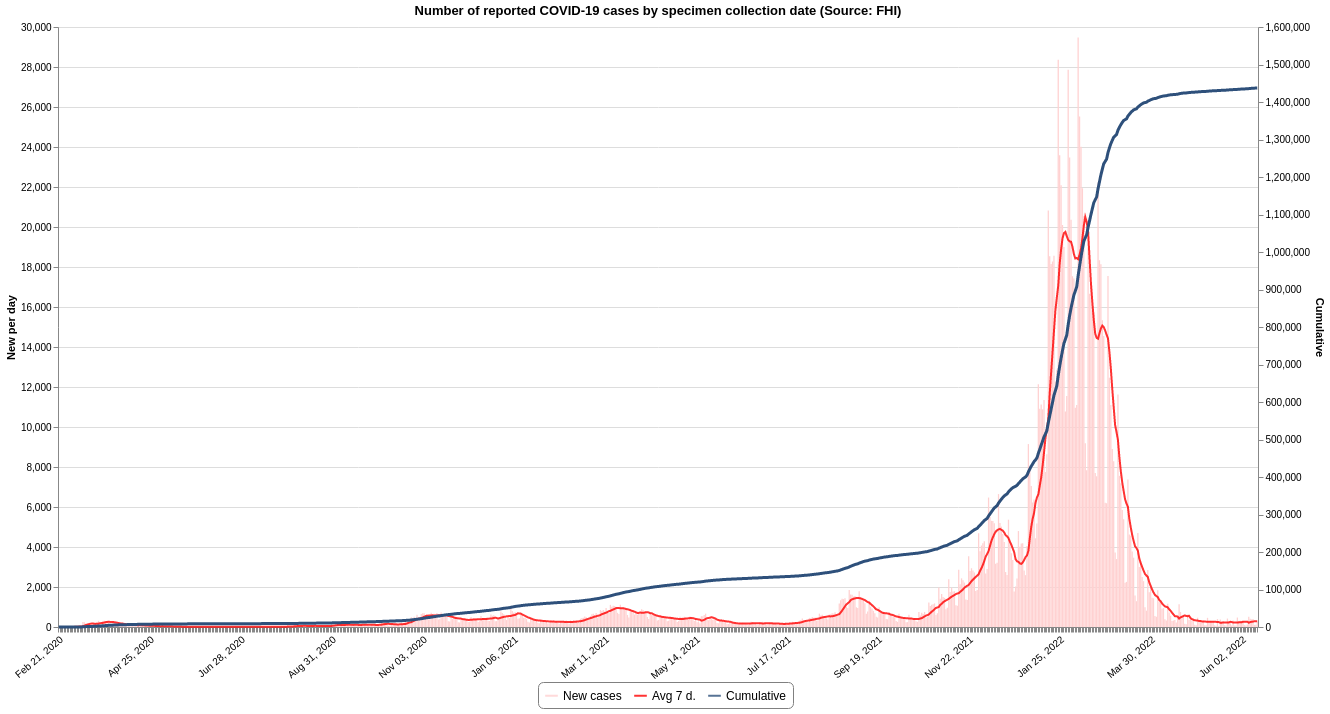 Number of reported COVID-19 cases by specimen collection date (Source: FHI)
30,000
28,000
26,000
24,000
22,000
20,000
18,000
16,000
14,000
12,000
10,000
8,000
6,000
4,000
2,000
0
New per day
1,600,000
1,500,000
1,400,000
1,300,000
1,200,000
1,100,000
1,000,000
900,000
800,000
700,000
600,000
500,000
400,000
300,000
200,000
100,000
0
Cumulative
Feb 21, 2020
Apr 25, 2020
Jun 28, 2020
Aug 31, 2020
Nov 03, 2020
Jan 06, 2021
Mar 11, 2021
May 14, 2021
Jul 17, 2021
Sep 19, 2021
Nov 22, 2021
Jan 25, 2022
Mar 30, 2022
Jun 02, 2022
New cases Avg 7 d. Cumulative